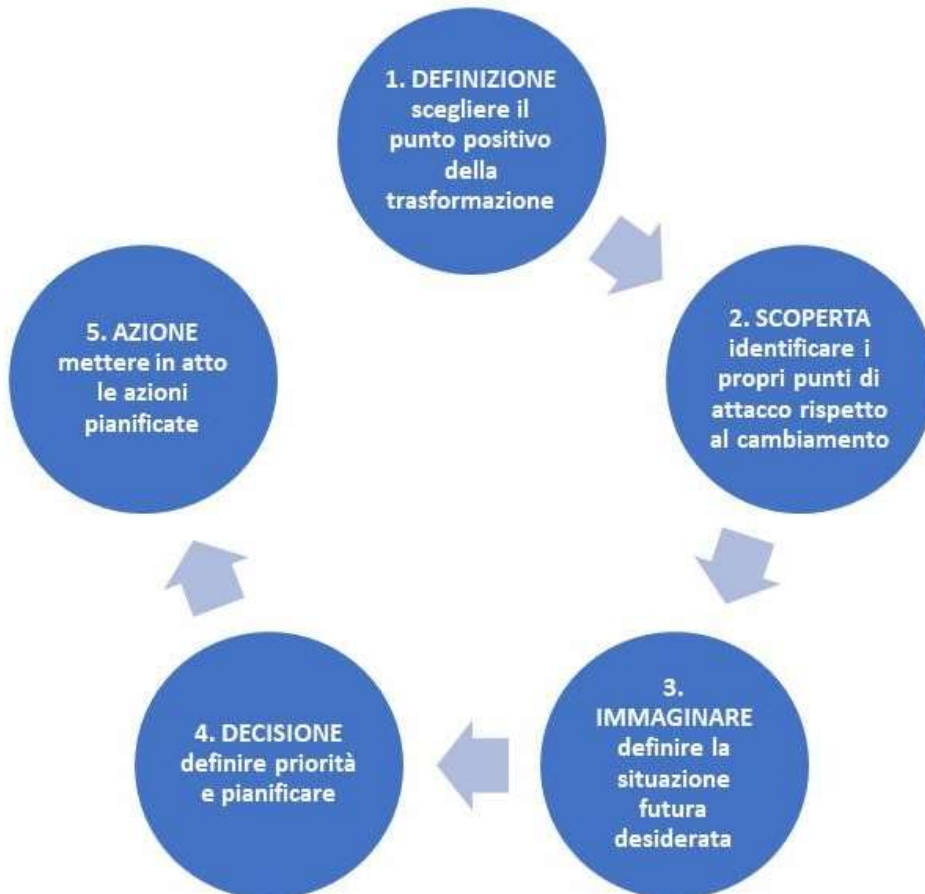 1. DEFINIZIONE
scegliere il
punto positivo
della
trasformazione
2. SCOPERTA
identificare i
propri punti di
attacco rispetto
al cambiamento
3.
IMMAGINARE
definire la
situazione
futura
desiderata
4. DECISIONE
definire priorità
e pianificare
5. AZIONE
mettere in atto
le azioni
pianificate